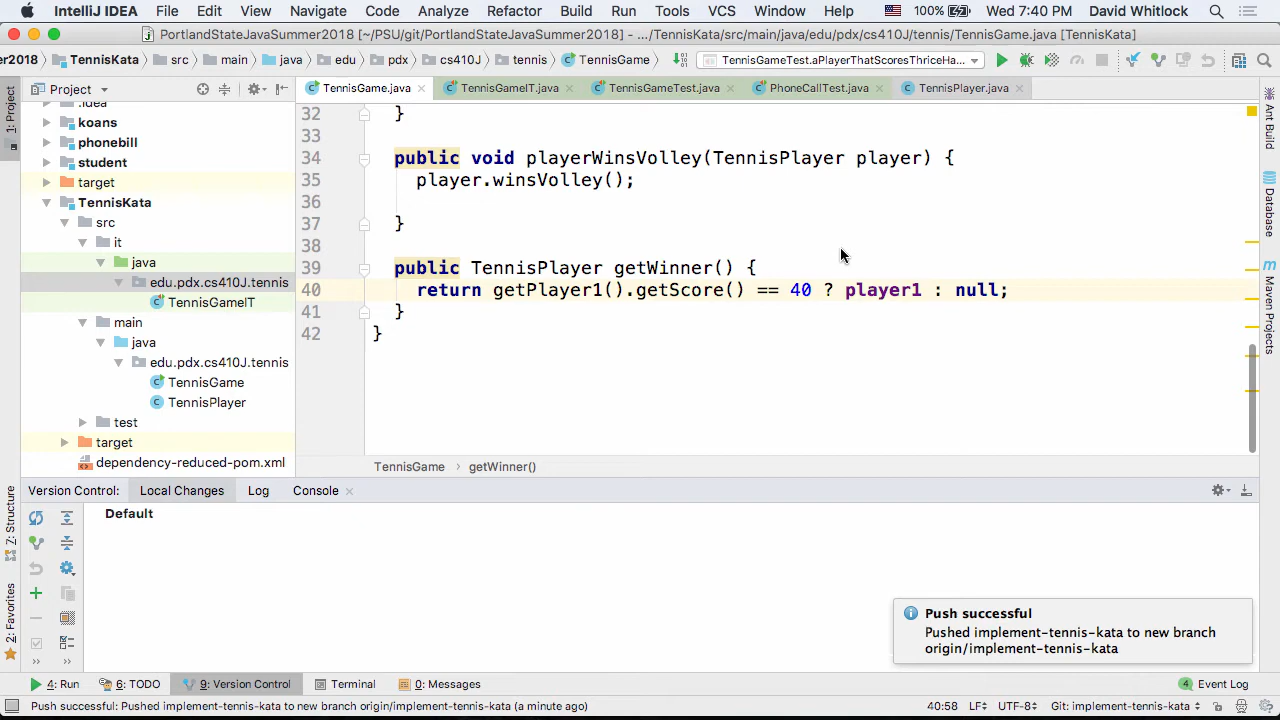 IntelliJ IDEA File Edit View Navigate Code Analyze Refactor Build Run Tools VCS Window Help 100% Wed 7:40 PM David Whitlock
PortlandStateJavaSummer2018 [~/PSU/git/PortlandStateJavaSummer2018] - .../TennisKata/src/main/java/edu/pdx/cs410J/tennis/TennisGame.java [TennisKata]
er2018 TennisKata src main java edu pdx cs410J tennis TennisGame TennisGameTest.aPlayerThatScoresThriceHa...
Project TennisGame.java TennisGameIT.java TennisGameTest.java PhoneCallTest.java TennisPlayer.java
.idea
koans
phonebill
student
target
TennisKata
src
it
java
edu.pdx.cs410J.tennis
TennisGameIT
main
java
edu.pdx.cs410J.tennis
TennisGame
TennisPlayer
test
target
dependency-reduced-pom.xml
32 }
33
34 public void playerWinsVolley(TennisPlayer player) {
35 player.winsVolley();
36
37 }
38
39 public TennisPlayer getWinner() {
40 return getPlayer1().getScore() == 40 ? player1 : null;
41 }
42 }
TennisGame › getWinner()
1: Project
Z: Structure
2: Favorites
Ant Build
Database
m Maven Projects
Version Control: Local Changes Log Console
Default
Push successful
Pushed implement-tennis-kata to new branch
origin/implement-tennis-kata
4: Run 6: TODO 9: Version Control Terminal 0: Messages 4 Event Log
Push successful: Pushed implement-tennis-kata to new branch origin/implement-tennis-kata (a minute ago) 40:58 LF÷ UTF-8÷ Git: implement-tennis-kata÷